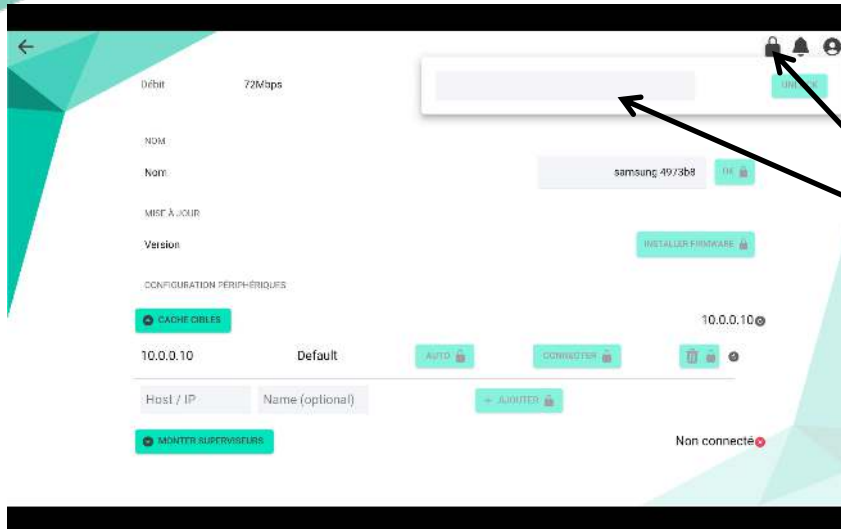 Débit 72Mbps
UNLOCK
NOM
Nom samsung 4973b8 OK
MISE À JOUR
Version INSTALLER FIRMWARE
CONFIGURATION PÉRIPHÉRIQUES
CACHE CIBLES 10.0.0.10
10.0.0.10 Default AUTO CONNECTER
Host / IP Name (optional) + AJOUTER
MONTER SUPERVISEURS Non connecté